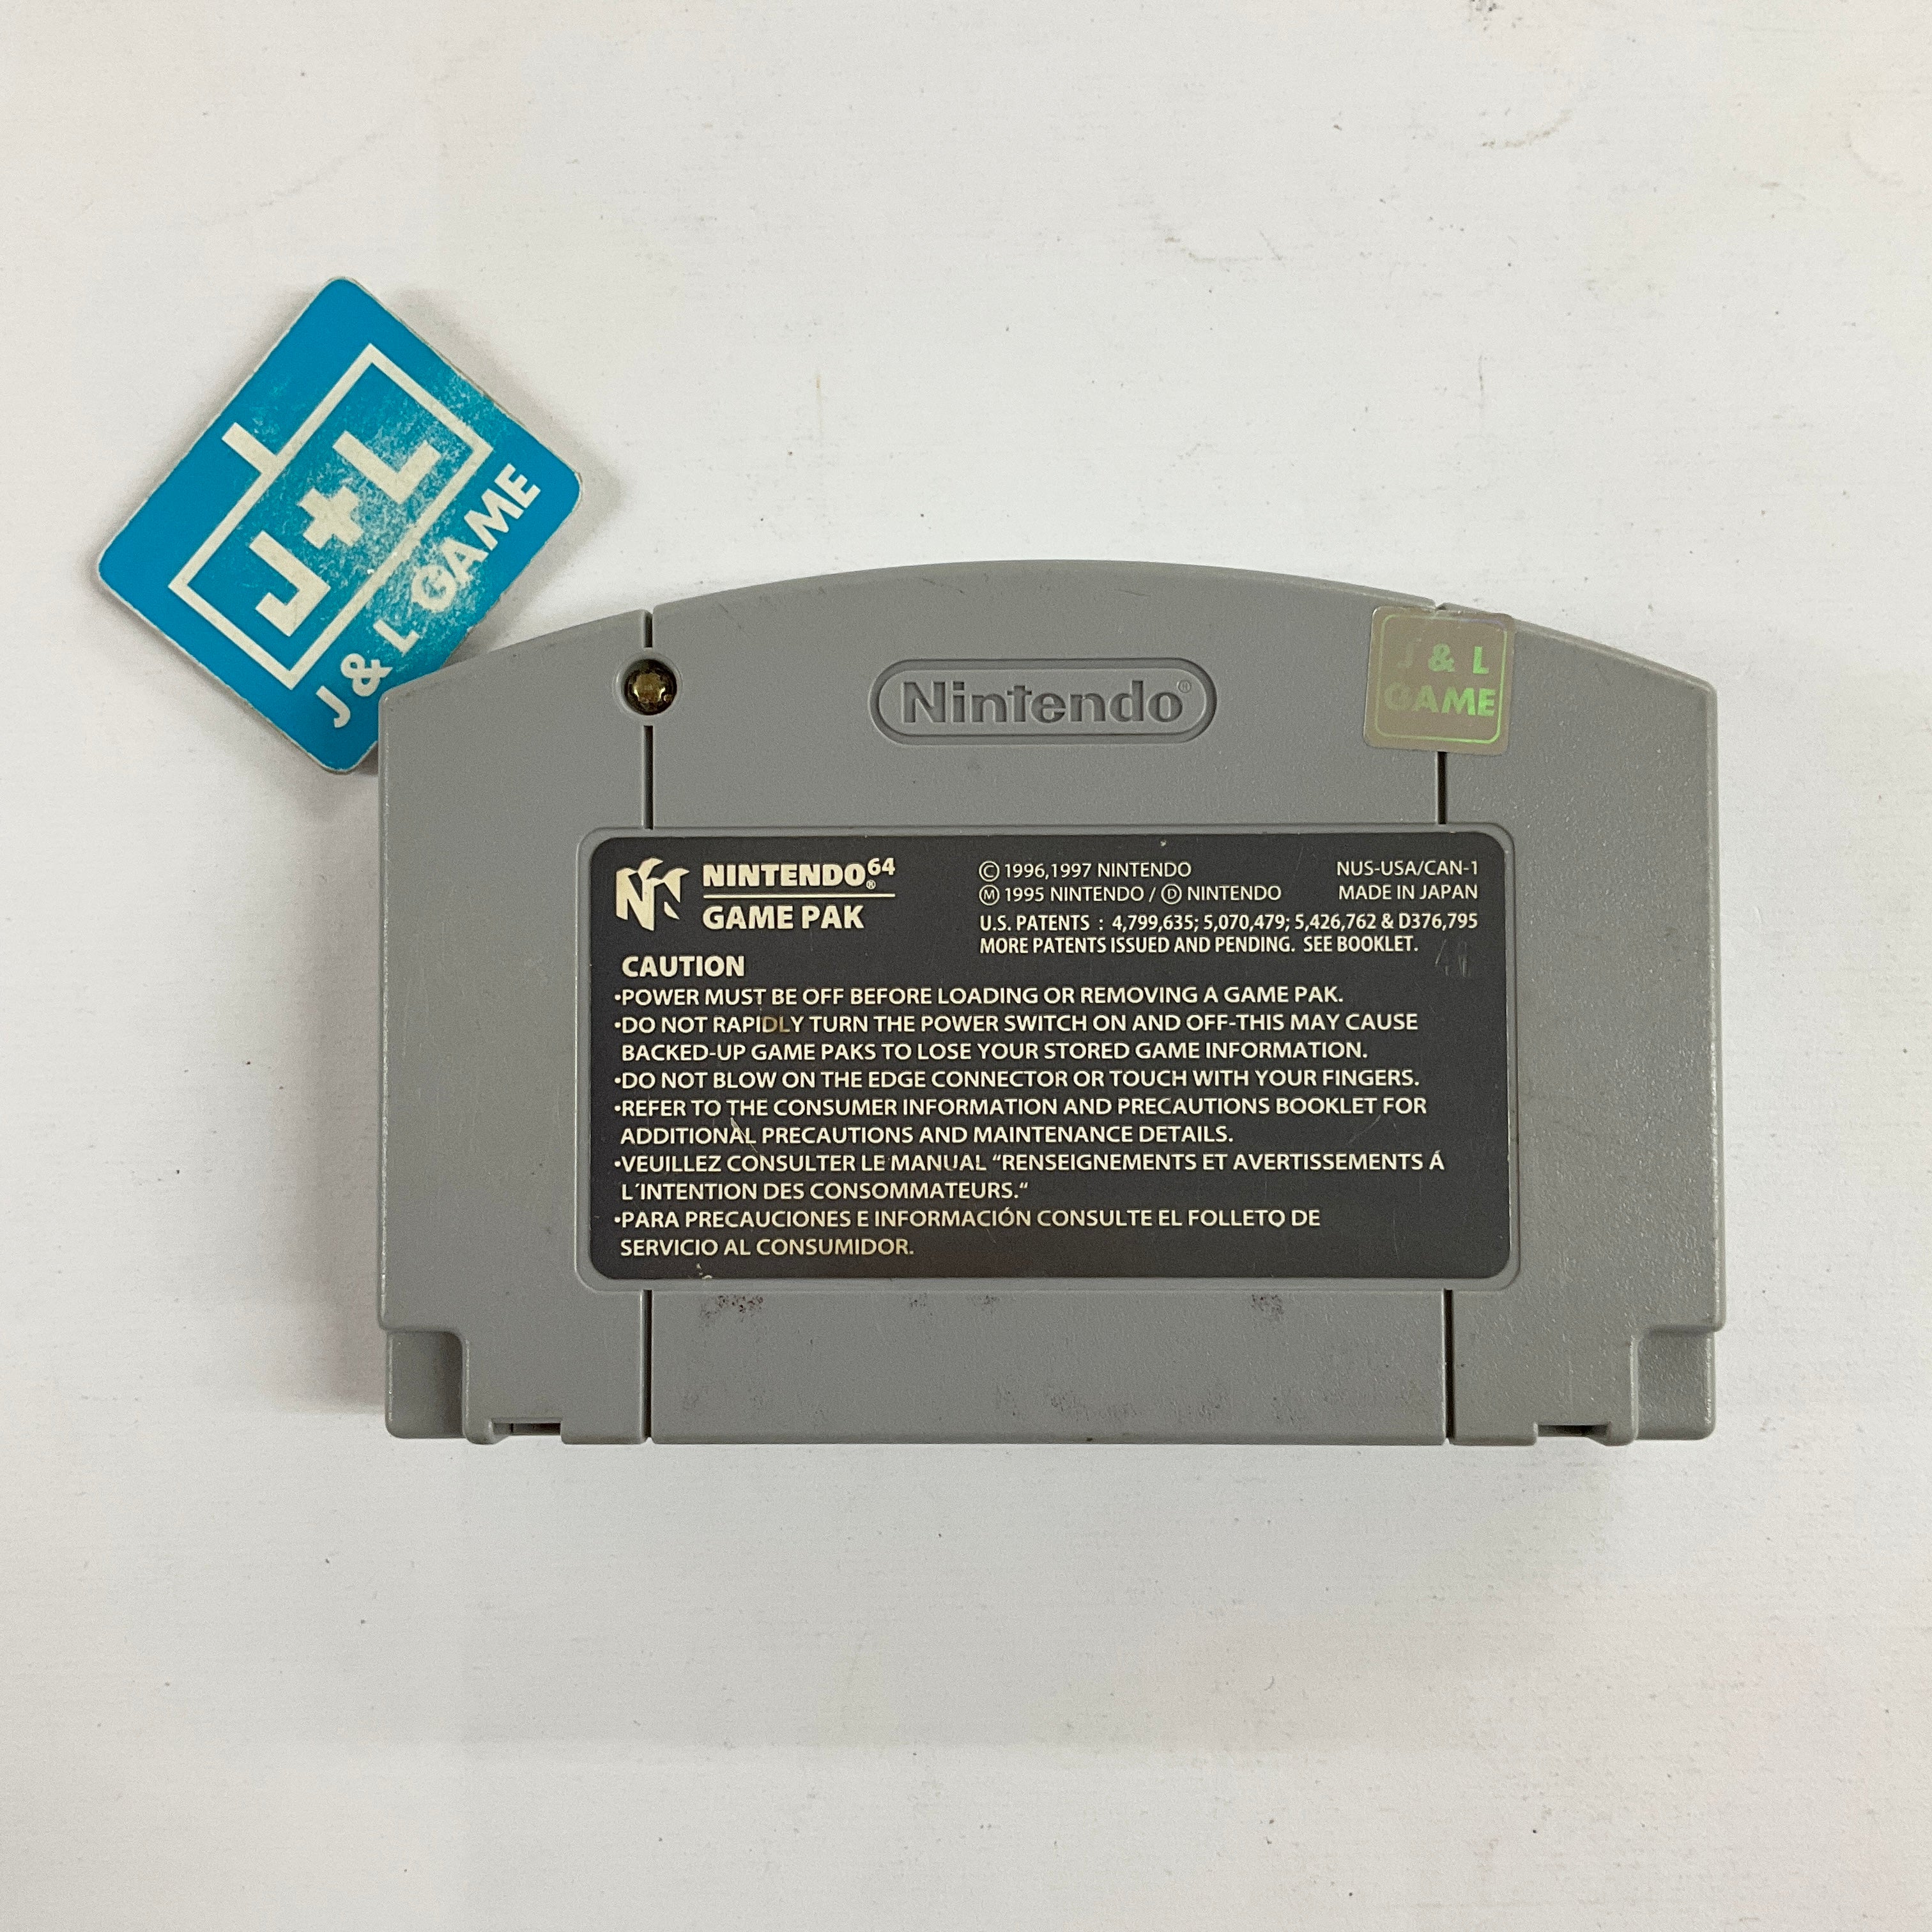 J+L
J & L GAME
Nintendo®
J & L
GAME
NINTENDO64®
GAME PAK
© 1996,1997 NINTENDO
Ⓜ 1995 NINTENDO / Ⓓ NINTENDO
NUS-USA/CAN-1
MADE IN JAPAN
U.S. PATENTS : 4,799,635; 5,070,479; 5,426,762 & D376,795
MORE PATENTS ISSUED AND PENDING. SEE BOOKLET.
CAUTION
•POWER MUST BE OFF BEFORE LOADING OR REMOVING A GAME PAK.
•DO NOT RAPIDLY TURN THE POWER SWITCH ON AND OFF-THIS MAY CAUSE
BACKED-UP GAME PAKS TO LOSE YOUR STORED GAME INFORMATION.
•DO NOT BLOW ON THE EDGE CONNECTOR OR TOUCH WITH YOUR FINGERS.
•REFER TO THE CONSUMER INFORMATION AND PRECAUTIONS BOOKLET FOR
ADDITIONAL PRECAUTIONS AND MAINTENANCE DETAILS.
•VEUILLEZ CONSULTER LE MANUAL “RENSEIGNEMENTS ET AVERTISSEMENTS Á
L´INTENTION DES CONSOMMATEURS.“
•PARA PRECAUCIONES E INFORMACIÓN CONSULTE EL FOLLETO DE
SERVICIO AL CONSUMIDOR.